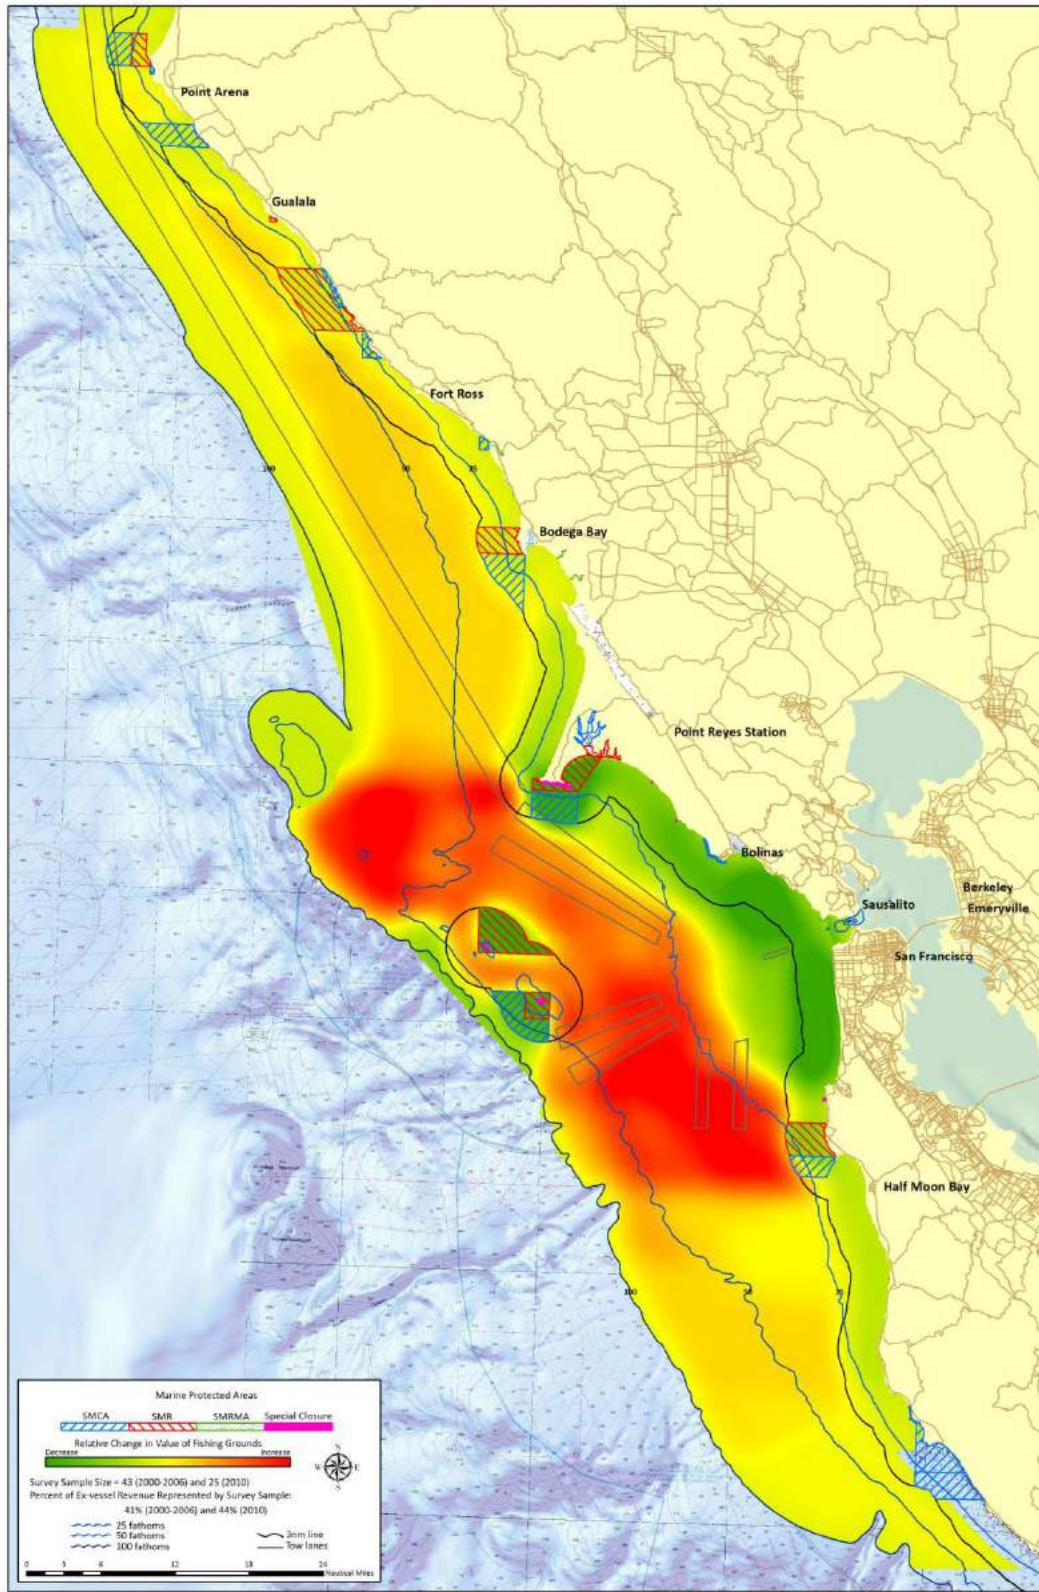 Point Arena
Gualala
Fort Ross
100
50
25
Bodega Bay
Point Reyes Station
Bolinas
Berkeley
Sausalito
Emeryville
San Francisco
Half Moon Bay
100
50
25
Marine Protected Areas
SMCA SMR SMRMA Special Closure
Relative Change in Value of Fishing Grounds
Decrease Increase
Survey Sample Size = 43 (2000-2006) and 25 (2010)
Percent of Ex-vessel Revenue Represented by Survey Sample:
41% (2000-2006) and 44% (2010)
25 fathoms
50 fathoms
100 fathoms
3nm line
Tow lanes
0 3 6 12 18 24
Nautical Miles